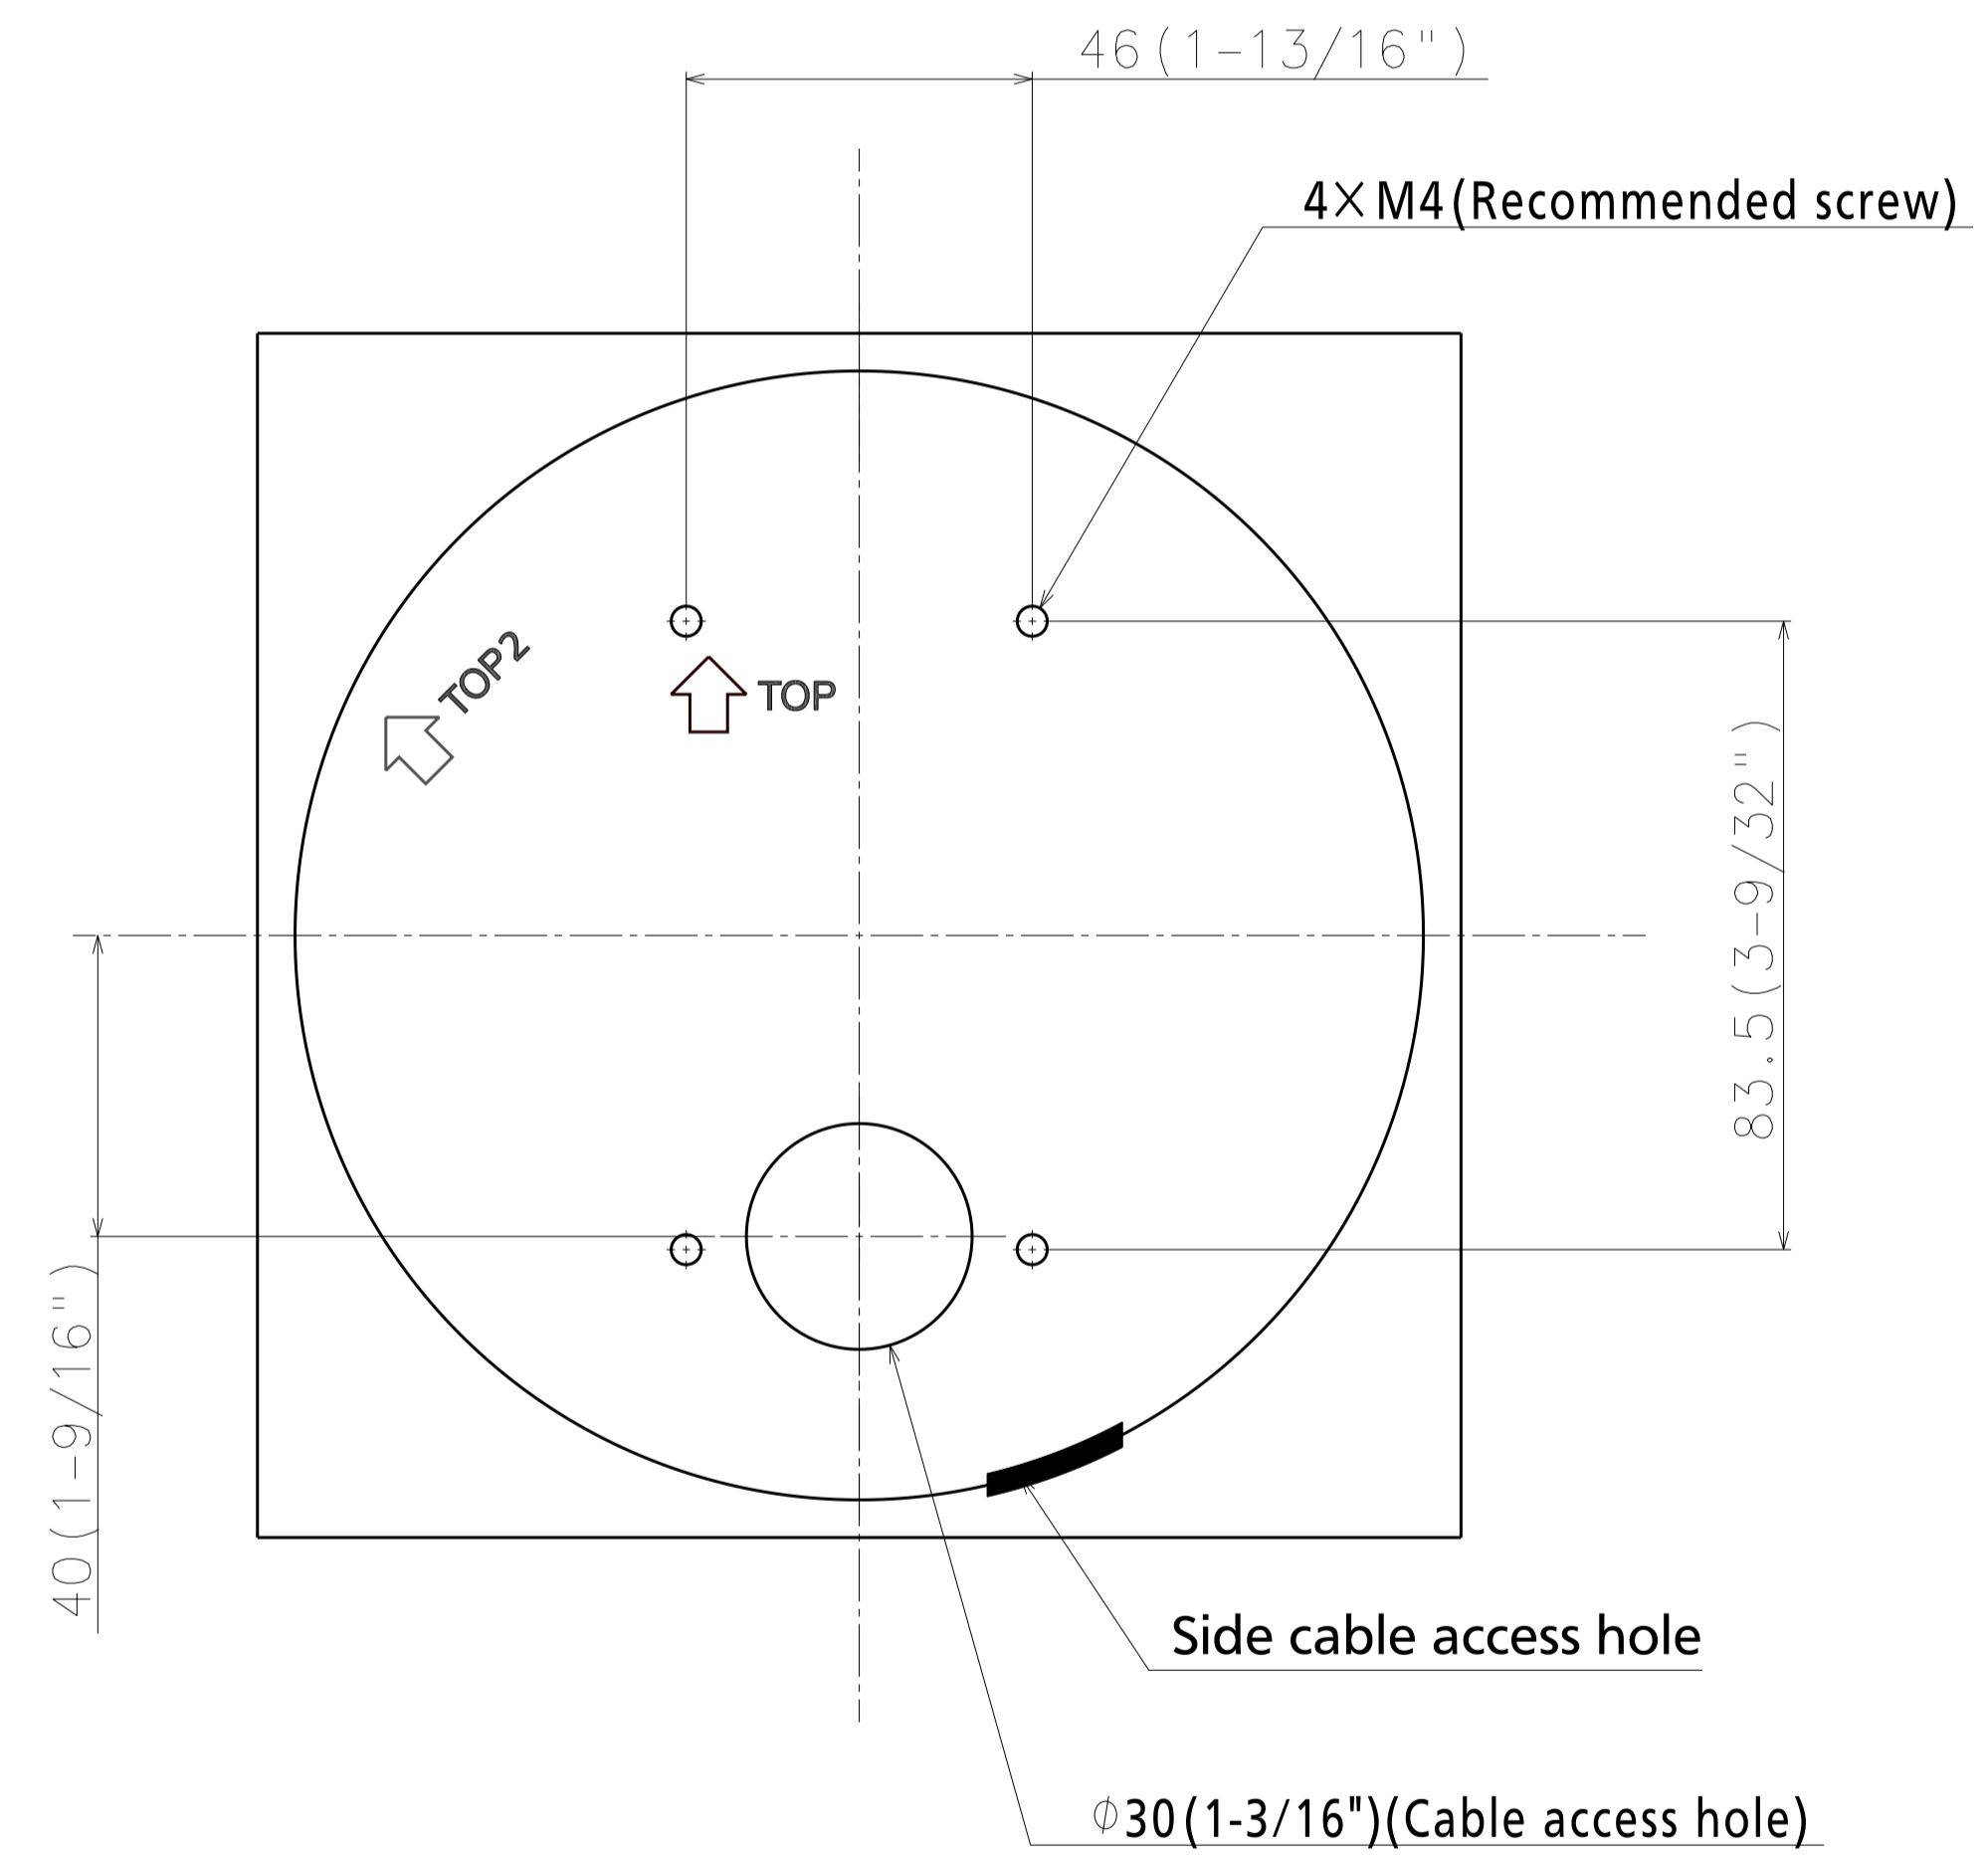 46(1-13/16")
4×M4(Recommended screw)
TOP2
TOP
83.5(3-9/32")
40(1-9/16")
Side cable access hole
∅30(1-3/16")(Cable access hole)